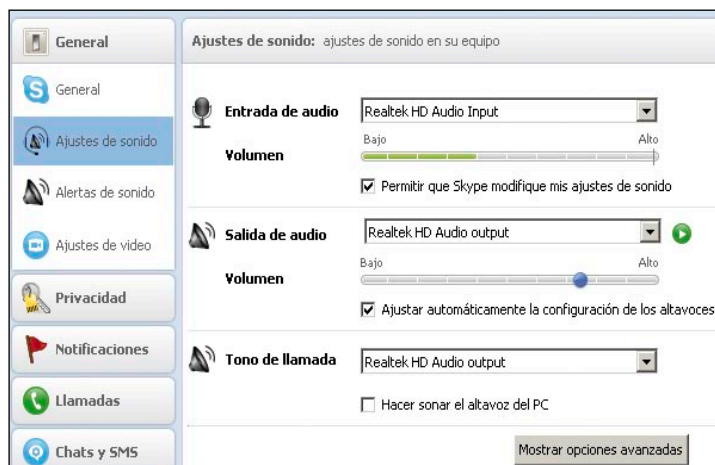 General
Ajustes de sonido: ajustes de sonido en su equipo
General
Ajustes de sonido
Alertas de sonido
Ajustes de video
Privacidad
Notificaciones
Llamadas
Chats y SMS
Entrada de audio
Realtek HD Audio Input
Volumen
Bajo
Alto
Permitir que Skype modifique mis ajustes de sonido
Salida de audio
Realtek HD Audio output
Volumen
Bajo
Alto
Ajustar automáticamente la configuración de los altavoces
Tono de llamada
Realtek HD Audio output
Hacer sonar el altavoz del PC
Mostrar opciones avanzadas